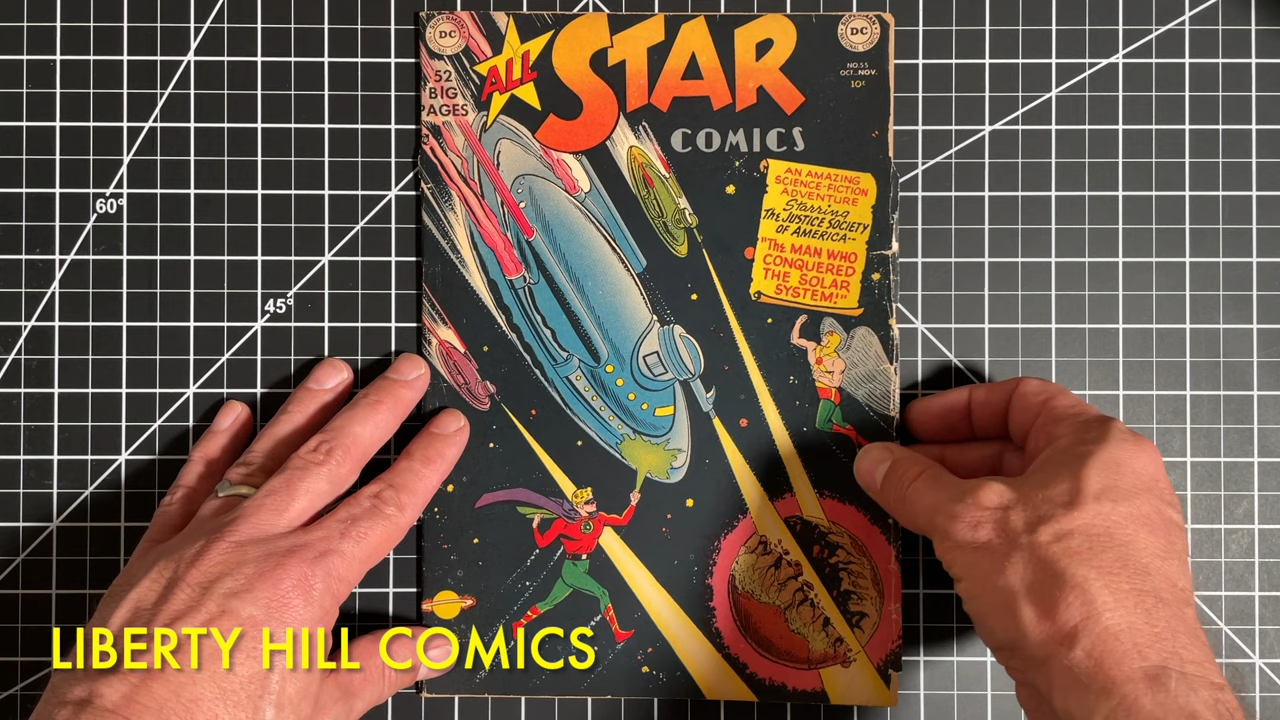 SUPERMAN
DC
NATIONAL COMICS
ALL
STAR
COMICS
SUPERMAN
DC
NATIONAL COMICS
52
BIG
PAGES
NO.55
OCT.-NOV.
10¢
AN AMAZING
SCIENCE-FICTION
ADVENTURE
Starring
The JUSTICE SOCIETY
OF AMERICA--
"The MAN WHO
CONQUERED
THE SOLAR
SYSTEM!"
60°
45°
LIBERTY HILL COMICS